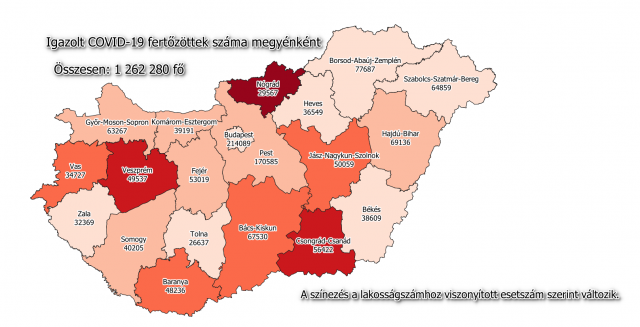 Igazolt COVID-19 fertőzöttek száma megyénként
Összesen: 1 262 280 fő
Borsod-Abaúj-Zemplén
77687
Szabolcs-Szatmár-Bereg
64859
Nógrád
29567
Heves
36549
Győr-Moson-Sopron
63267
Komárom-Esztergom
39191
Budapest
214089
Hajdú-Bihar
69136
Pest
170585
Jász-Nagykun-Szolnok
50059
Vas
34727
Veszprém
49537
Fejér
53019
Zala
32369
Somogy
40205
Tolna
26637
Bács-Kiskun
67530
Békés
38609
Csongrád-Csanád
56422
Baranya
48236
A színezés a lakosságszámhoz viszonyított esetszám szerint változik.